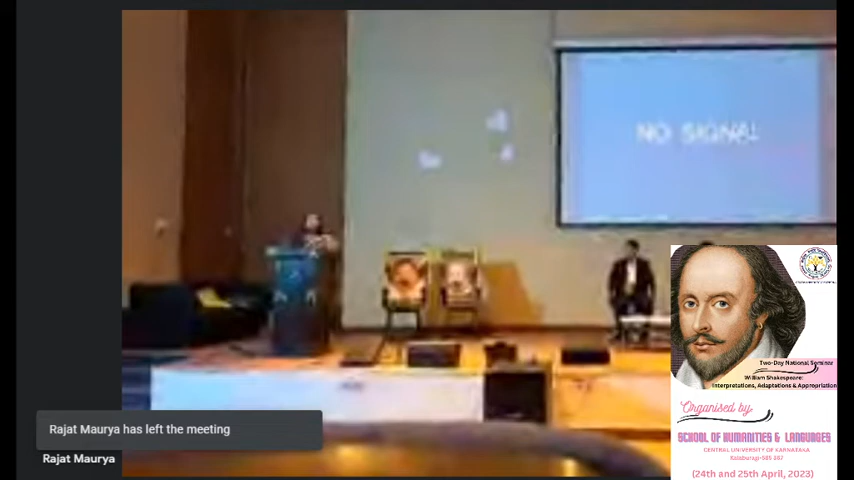 NO SIGNAL
Two-Day National Seminar
William Shakespeare:
Interpretations, Adaptations & Appropriation
Organised by
SCHOOL OF HUMANITIES & LANGUAGES
CENTRAL UNIVERSITY OF KARNATAKA
(24th and 25th April, 2023)
Rajat Maurya has left the meeting
Rajat Maurya